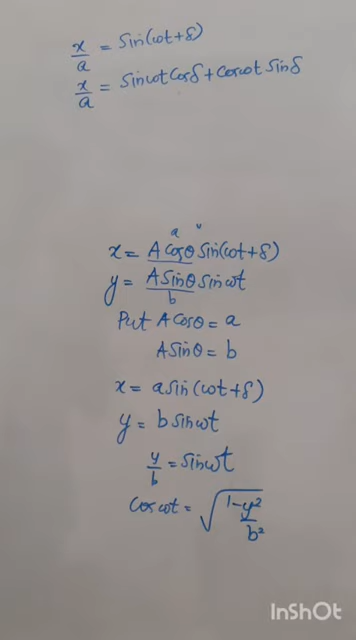 x/a = Sin(ωt+δ)
x/a = Sinωt Cosδ + Cosωt Sinδ
a
x = A Cosθ Sin(ωt+δ)
y = A Sinθ Sinωt
b
Put A Cosθ = a
A Sinθ = b
x = a Sin(ωt+δ)
y = b Sinωt
y/b = Sinωt
Cosωt = √(1-y²/b²)
InShOt